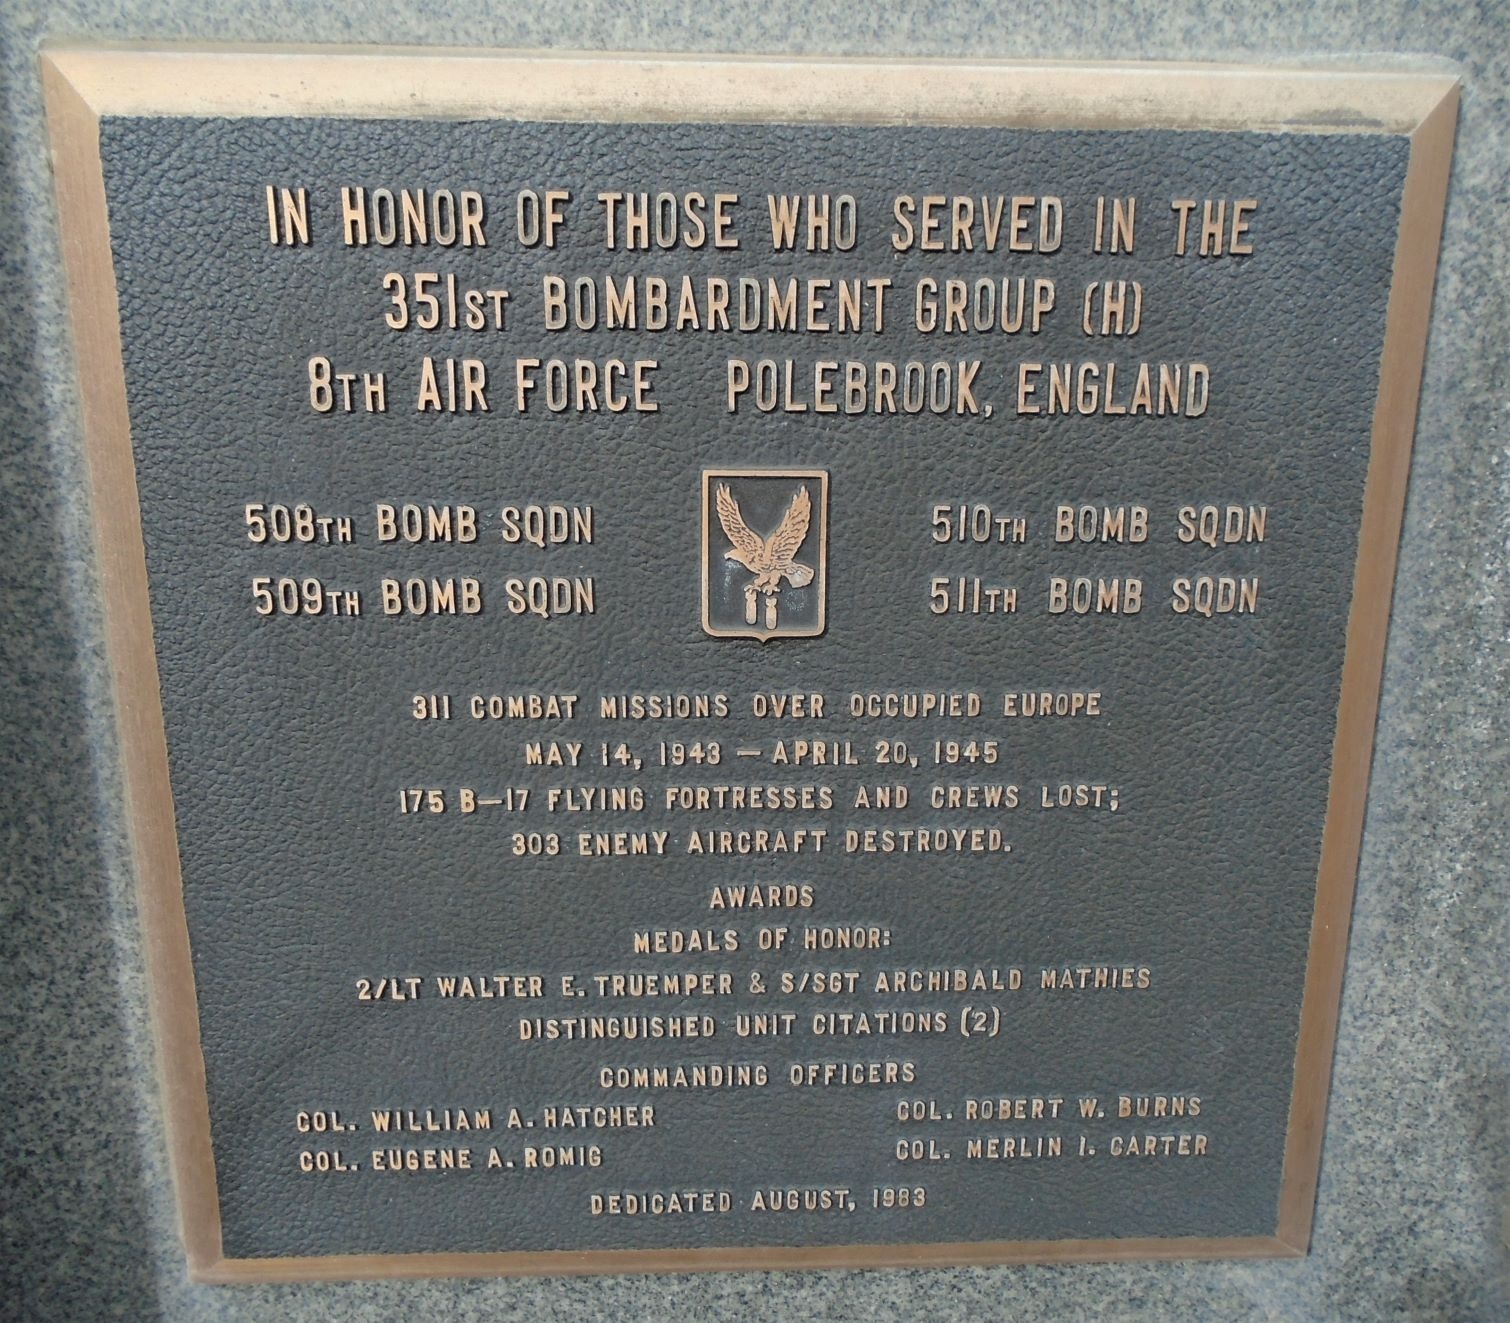 IN HONOR OF THOSE WHO SERVED IN THE
351ST BOMBARDMENT GROUP (H)
8TH AIR FORCE POLEBROOK, ENGLAND
508TH BOMB SQDN 510TH BOMB SQDN
509TH BOMB SQDN 511TH BOMB SQDN
311 COMBAT MISSIONS OVER OCCUPIED EUROPE
MAY 14, 1943 — APRIL 20, 1945
175 B—17 FLYING FORTRESSES AND CREWS LOST;
303 ENEMY AIRCRAFT DESTROYED.
AWARDS
MEDALS OF HONOR:
2/LT WALTER E. TRUEMPER & S/SGT ARCHIBALD MATHIES
DISTINGUISHED UNIT CITATIONS (2)
COMMANDING OFFICERS
COL. WILLIAM A. HATCHER COL. ROBERT W. BURNS
COL. EUGENE A. ROMIG COL. MERLIN I. CARTER
DEDICATED AUGUST, 1983